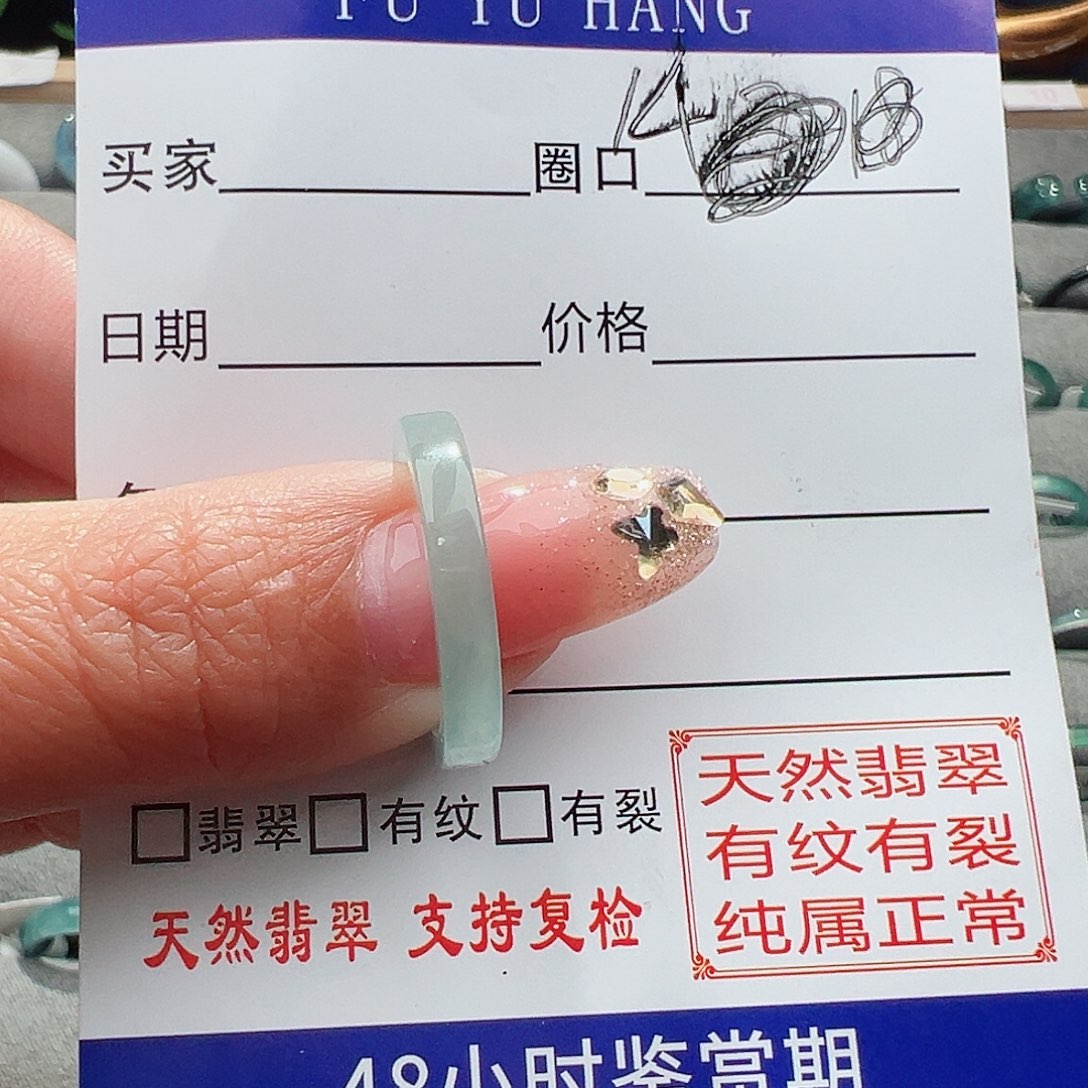 FU YU HANG
买家 圈口
日期 价格
翡翠 有纹 有裂
天然翡翠 支持复检
天然翡翠
有纹有裂
纯属正常
48小时鉴赏期